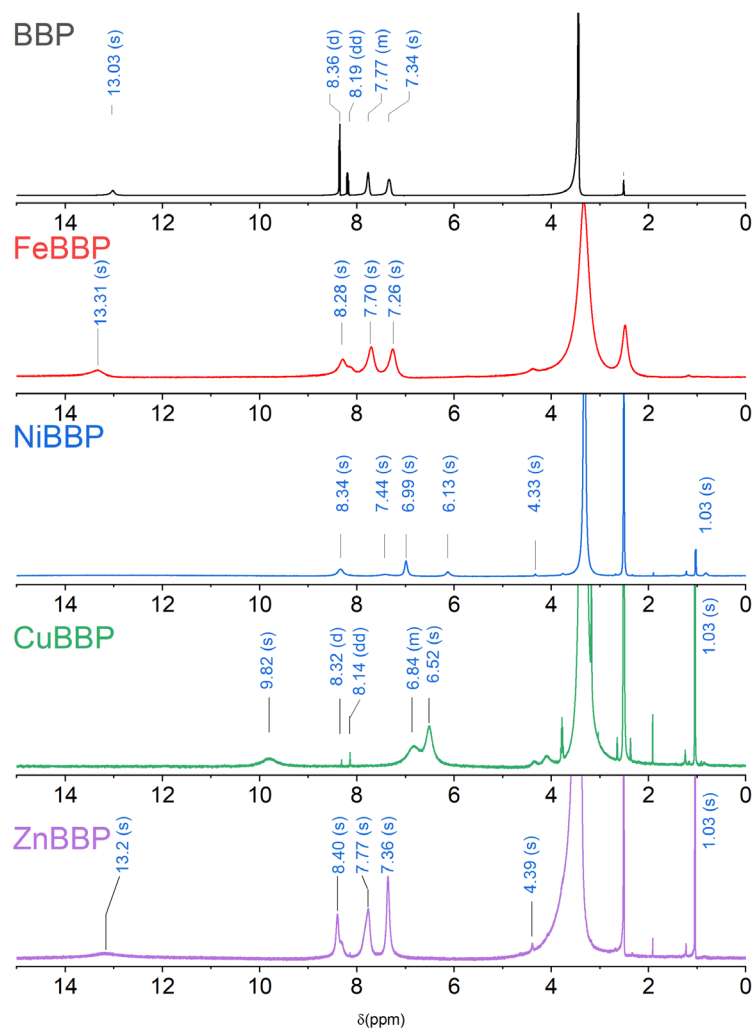 BBP
13.03 (s)
8.36 (d)
8.19 (dd)
7.77 (m)
7.34 (s)
14 12 10 8 6 4 2 0
FeBBP
13.31 (s)
8.28 (s)
7.70 (s)
7.26 (s)
14 12 10 8 6 4 2 0
NiBBP
8.34 (s)
7.44 (s)
6.99 (s)
6.13 (s)
4.33 (s)
1.03 (s)
14 12 10 8 6 4 2 0
CuBBP
9.82 (s)
8.32 (d)
8.14 (dd)
6.84 (m)
6.52 (s)
1.03 (s)
14 12 10 8 6 4 2 0
ZnBBP
13.2 (s)
8.40 (s)
7.77 (s)
7.36 (s)
4.39 (s)
1.03 (s)
14 12 10 8 6 4 2 0
δ(ppm)